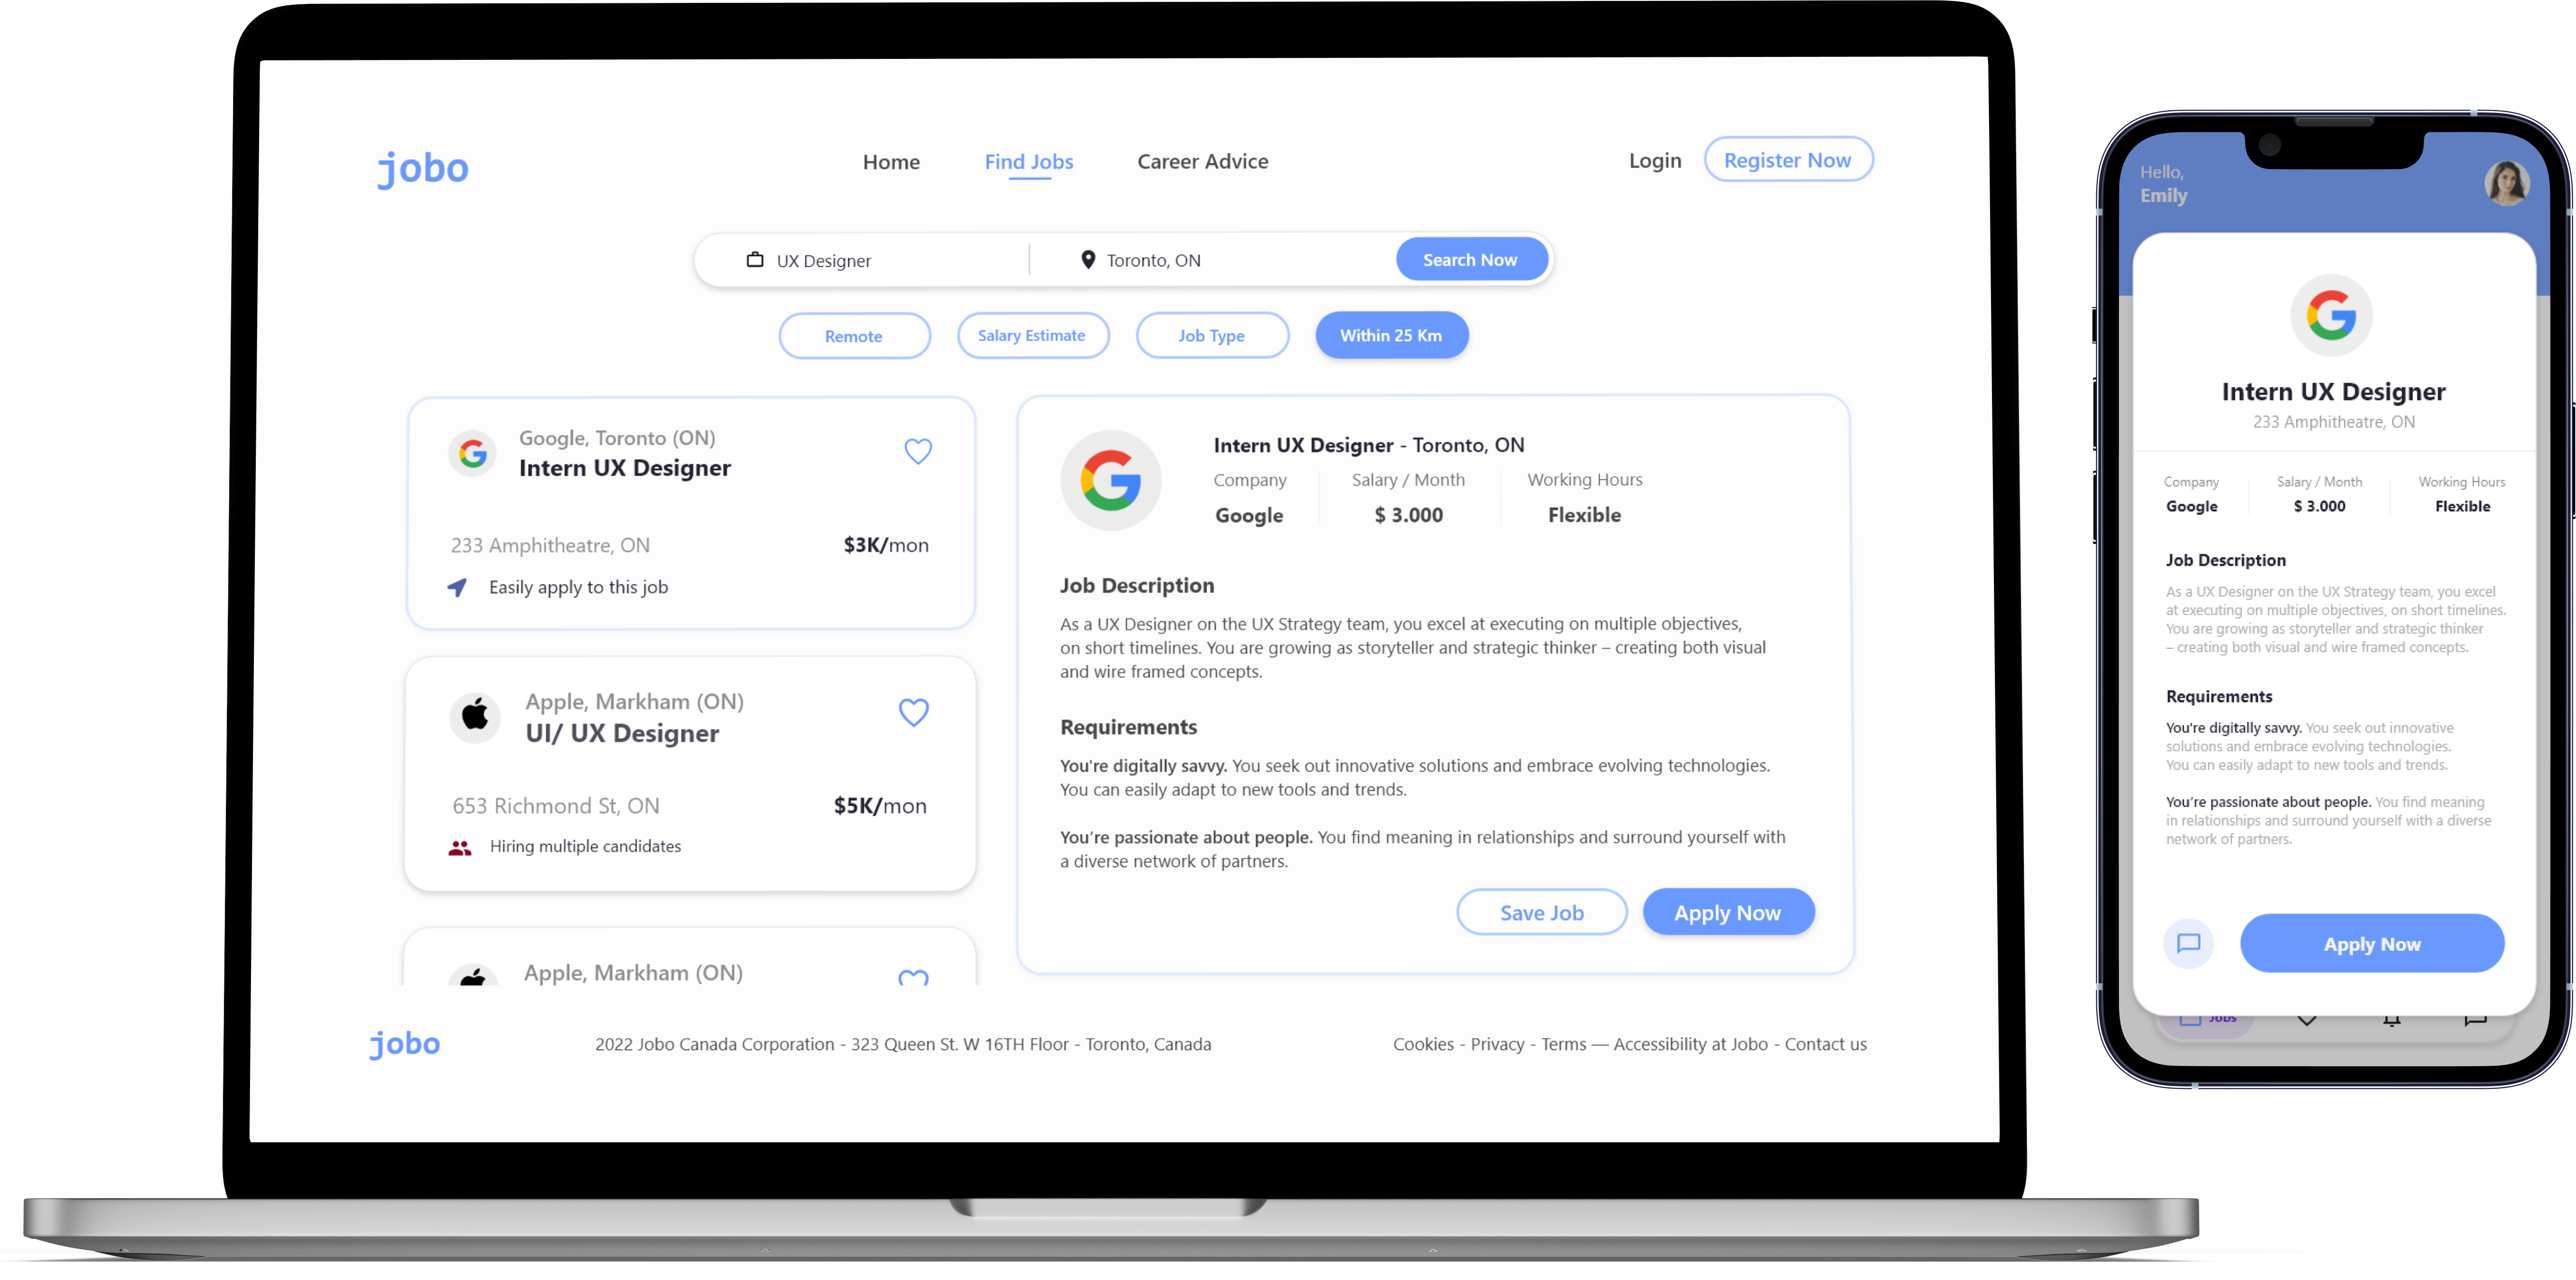 jobo
Home
Find Jobs
Career Advice
Login
Register Now
UX Designer
Toronto, ON
Search Now
Remote
Salary Estimate
Job Type
Within 25 Km
Google, Toronto (ON)
Intern UX Designer
233 Amphitheatre, ON
$3K/mon
Easily apply to this job
Apple, Markham (ON)
UI/ UX Designer
653 Richmond St, ON
$5K/mon
Hiring multiple candidates
Apple, Markham (ON)
Intern UX Designer - Toronto, ON
Company
Salary / Month
Working Hours
Google
$ 3.000
Flexible
Job Description
As a UX Designer on the UX Strategy team, you excel at executing on multiple objectives,
on short timelines. You are growing as storyteller and strategic thinker – creating both visual
and wire framed concepts.
Requirements
You're digitally savvy. You seek out innovative solutions and embrace evolving technologies.
You can easily adapt to new tools and trends.
You’re passionate about people. You find meaning in relationships and surround yourself with
a diverse network of partners.
Save Job
Apply Now
jobo
2022 Jobo Canada Corporation - 323 Queen St. W 16TH Floor - Toronto, Canada
Cookies - Privacy - Terms — Accessibility at Jobo - Contact us
Hello,
Emily
Intern UX Designer
233 Amphitheatre, ON
Company
Salary / Month
Working Hours
Google
$ 3.000
Flexible
Job Description
As a UX Designer on the UX Strategy team, you excel
at executing on multiple objectives, on short timelines.
You are growing as storyteller and strategic thinker
– creating both visual and wire framed concepts.
Requirements
You're digitally savvy. You seek out innovative
solutions and embrace evolving technologies.
You can easily adapt to new tools and trends.
You’re passionate about people. You find meaning
in relationships and surround yourself with a diverse
network of partners.
Apply Now
Jobs